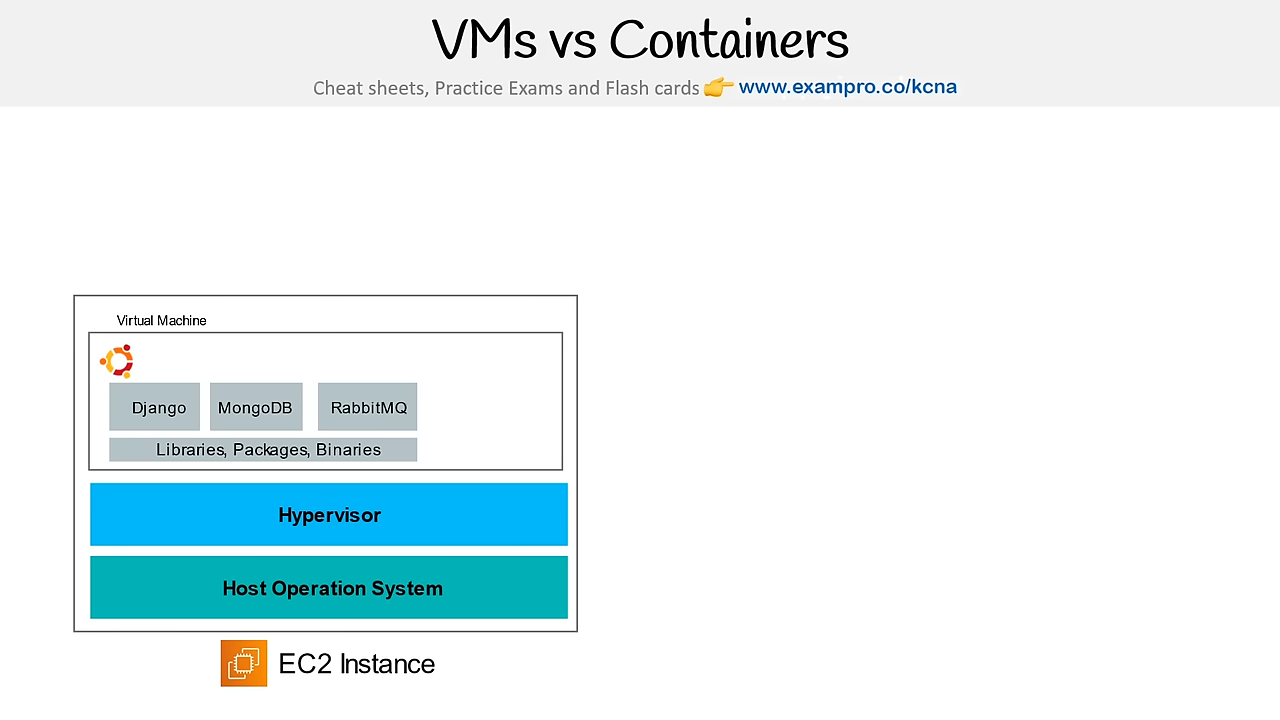 VMs vs Containers
Cheat sheets, Practice Exams and Flash cards 👉 www.exampro.co/kcna
Virtual Machine
Django MongoDB RabbitMQ
Libraries, Packages, Binaries
Hypervisor
Host Operation System
EC2 Instance